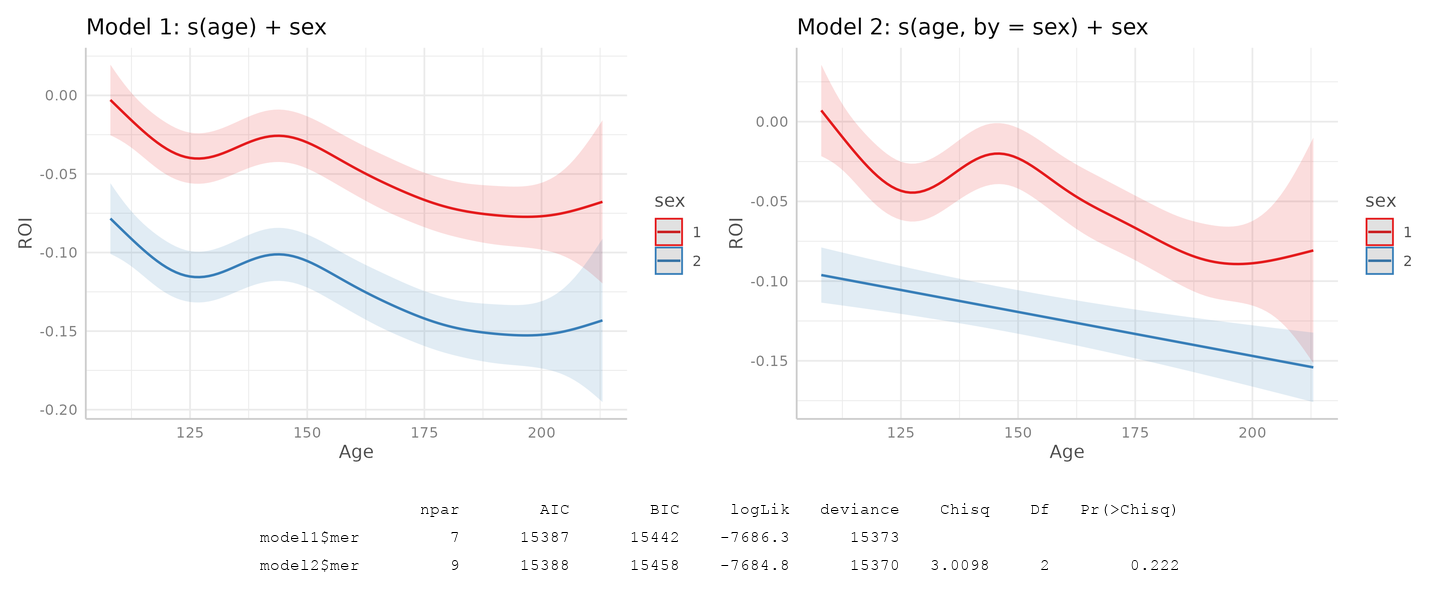 Model 1: s(age) + sex
0.00
-0.05
-0.10
-0.15
-0.20
ROI
125 150 175 200
Age
sex
1
2
Model 2: s(age, by = sex) + sex
0.00
-0.05
-0.10
-0.15
ROI
125 150 175 200
Age
sex
1
2
npar AIC BIC logLik deviance Chisq Df Pr(>Chisq)
model1$mer 7 15387 15442 -7686.3 15373
model2$mer 9 15388 15458 -7684.8 15370 3.0098 2 0.222